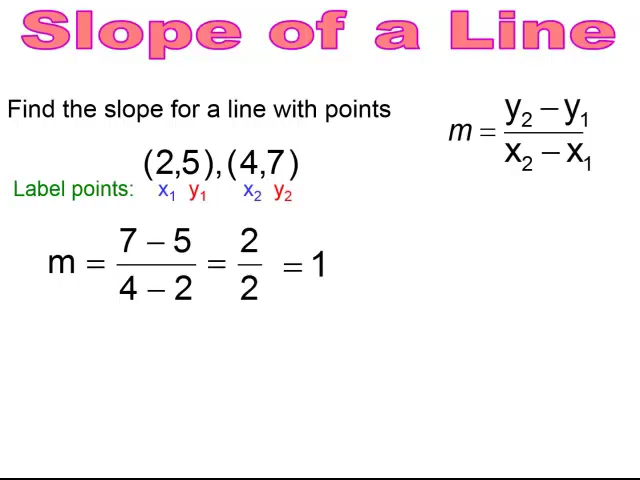 Slope of a Line
Find the slope for a line with points
m = (y₂ – y₁)/(x₂ – x₁)
(2,5),(4,7)
Label points: x₁ y₁ x₂ y₂
m = (7 – 5)/(4 – 2) = 2/2 = 1